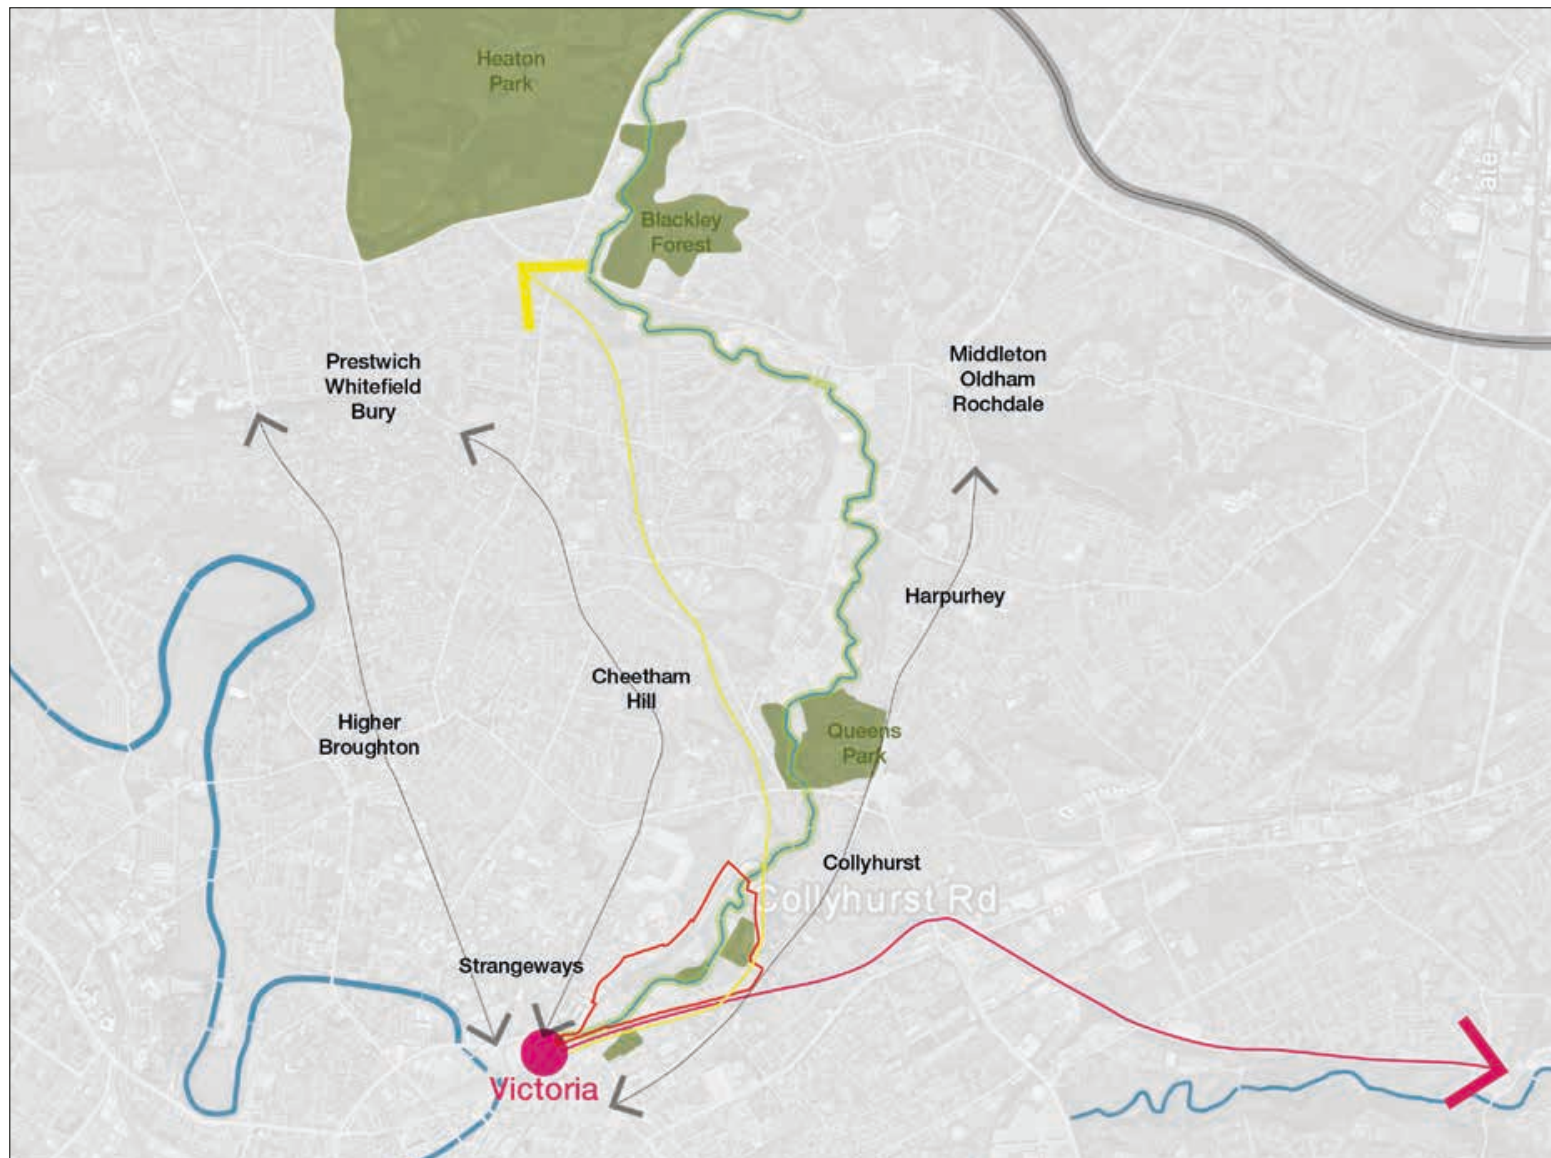 Heaton
Park
Blackley
Forest
Prestwich
Whitefield
Bury
Middleton
Oldham
Rochdale
Harpurhey
Cheetham
Hill
Higher
Broughton
Queens
Park
Collyhurst
Collyhurst Rd
Strangeways
Victoria
ate